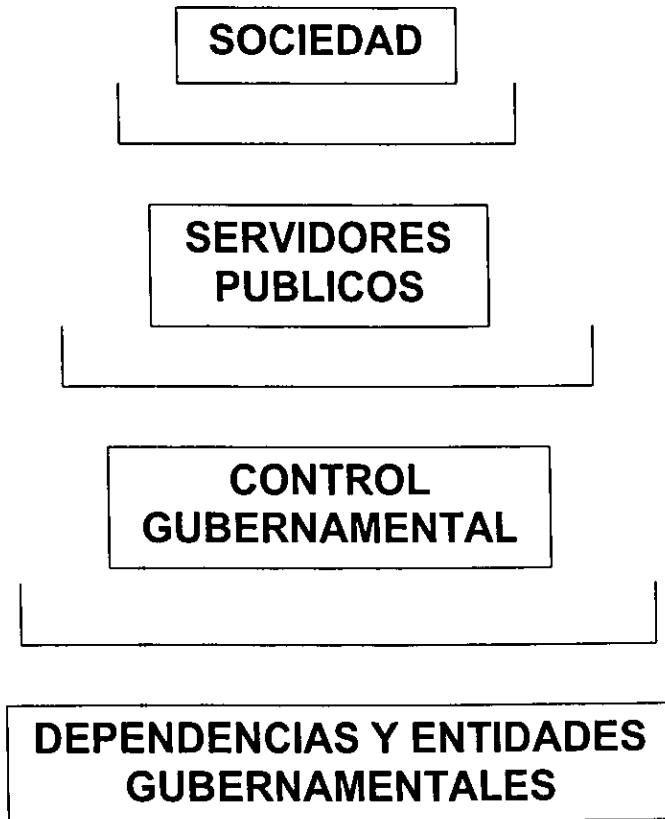 SOCIEDAD
SERVIDORES
PUBLICOS
CONTROL
GUBERNAMENTAL
DEPENDENCIAS Y ENTIDADES
GUBERNAMENTALES